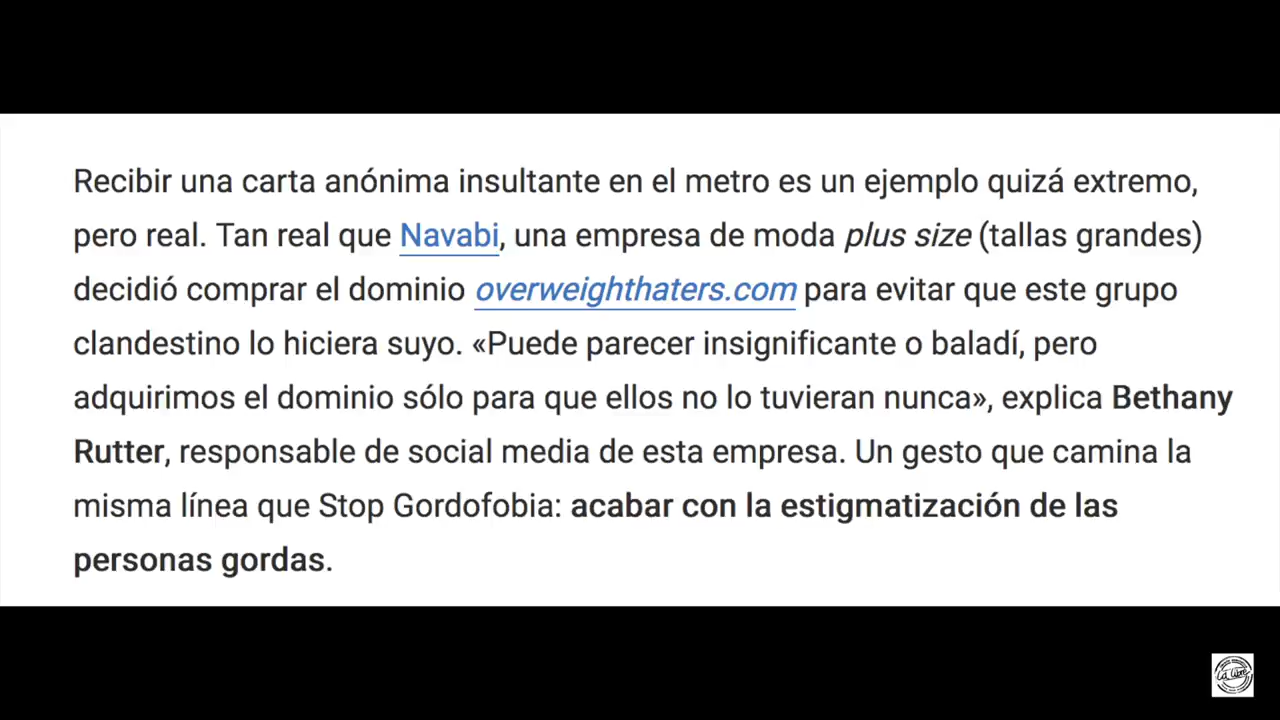 Recibir una carta anónima insultante en el metro es un ejemplo quizá extremo,
pero real. Tan real que Navabi, una empresa de moda plus size (tallas grandes)
decidió comprar el dominio overweighthaters.com para evitar que este grupo
clandestino lo hiciera suyo. «Puede parecer insignificante o baladí, pero
adquirimos el dominio sólo para que ellos no lo tuvieran nunca», explica Bethany
Rutter, responsable de social media de esta empresa. Un gesto que camina la
misma línea que Stop Gordofobia: acabar con la estigmatización de las
personas gordas.